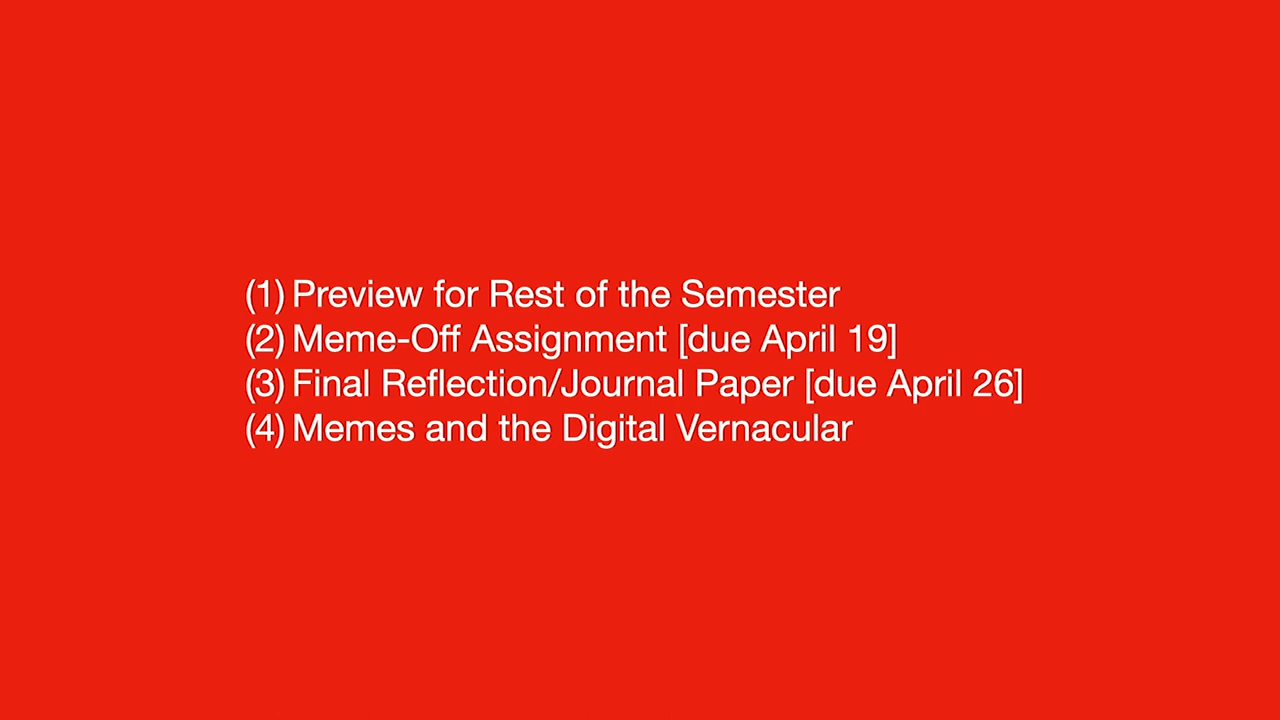 (1) Preview for Rest of the Semester
(2) Meme-Off Assignment [due April 19]
(3) Final Reflection/Journal Paper [due April 26]
(4) Memes and the Digital Vernacular